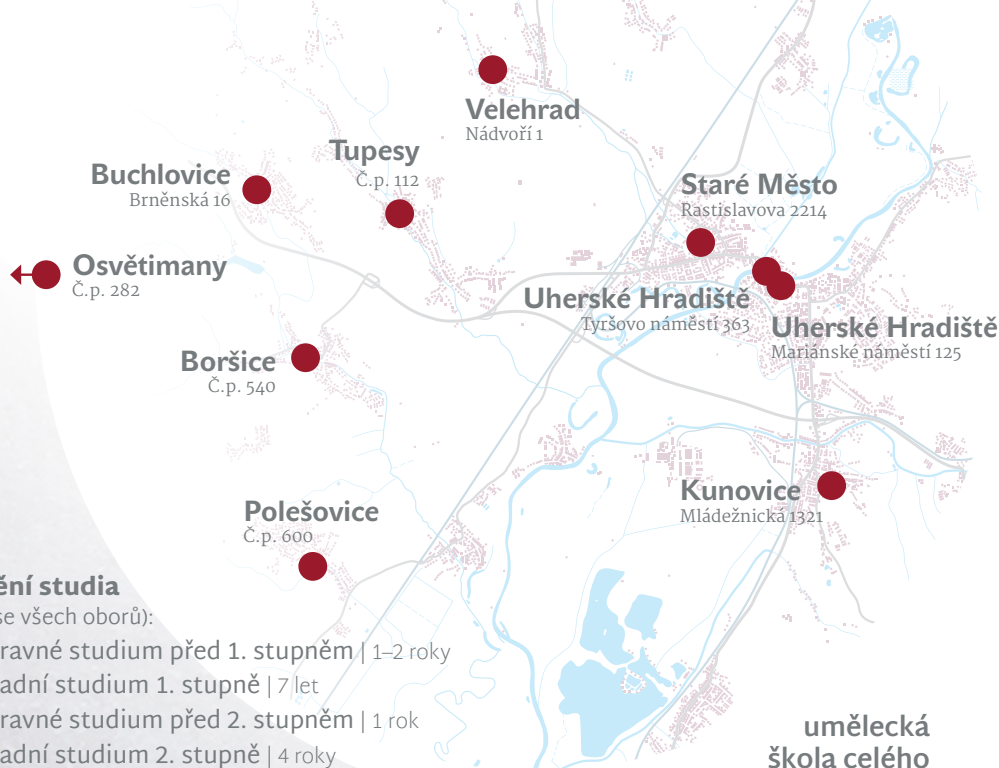 Velehrad
Nádvoří 1
Tupesy
Č.p. 112
Buchlovice
Brněnská 16
Staré Město
Rastislavova 2214
Osvětimany
Č.p. 282
Uherské Hradiště
Tyršovo náměstí 363
Uherské Hradiště
Mariánské náměstí 125
Boršice
Č.p. 540
Kunovice
Mládežnická 1321
Polešovice
Č.p. 600
ění studia
se všech oborů):
ravné studium před 1. stupněm | 1–2 roky
adní studium 1. stupně | 7 let
ravné studium před 2. stupněm | 1 rok
adní studium 2. stupně | 4 roky
umělecká
škola celého